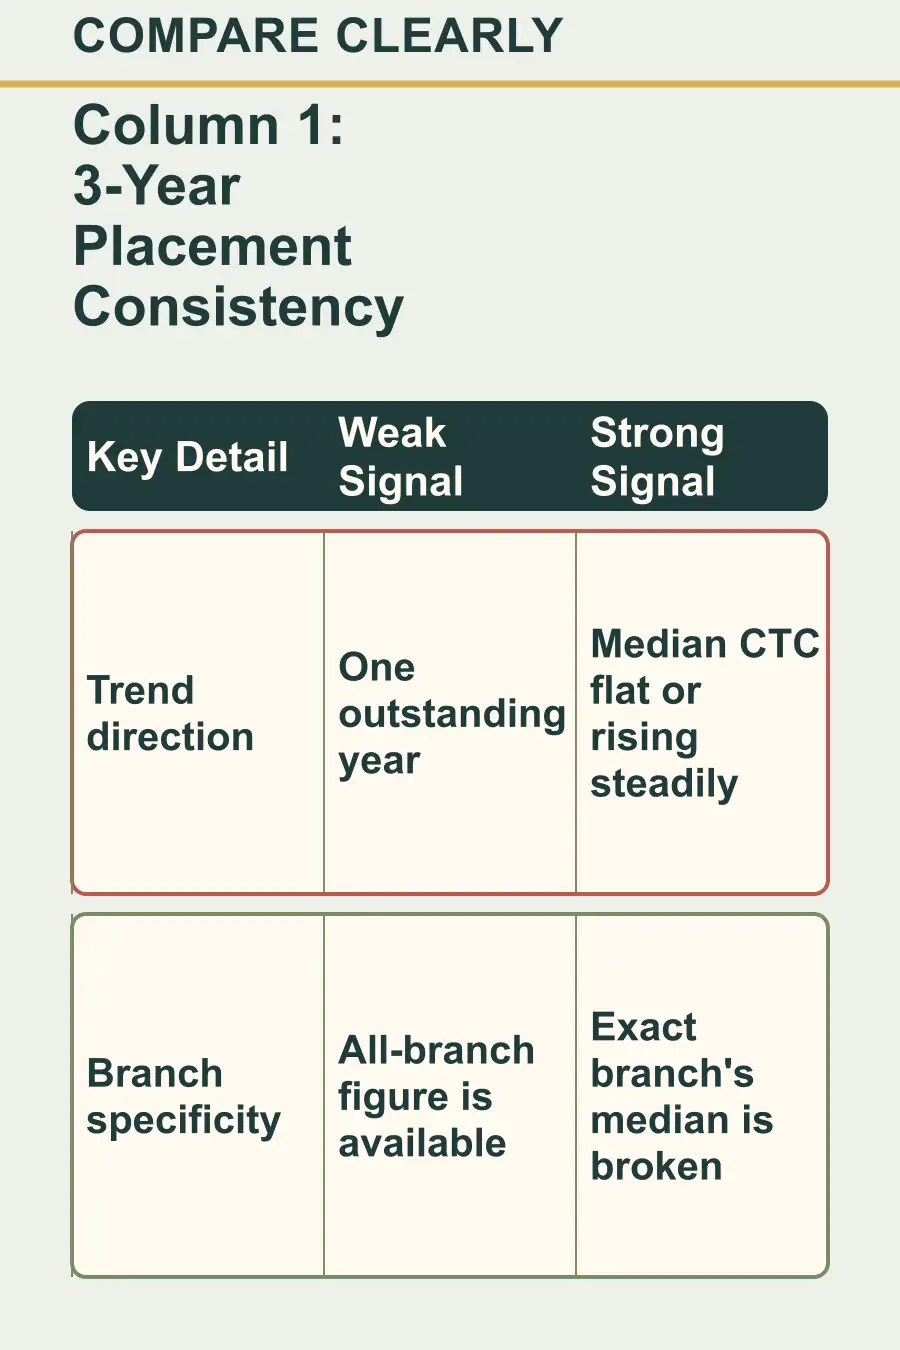 COMPARE CLEARLY
Column 1:
3-Year
Placement
Consistency
Key Detail
Weak
Signal
Strong
Signal
Trend
direction
One
outstanding
year
Median CTC
flat or
rising
steadily
Branch
specificity
All-branch
figure is
available
Exact
branch's
median is
broken